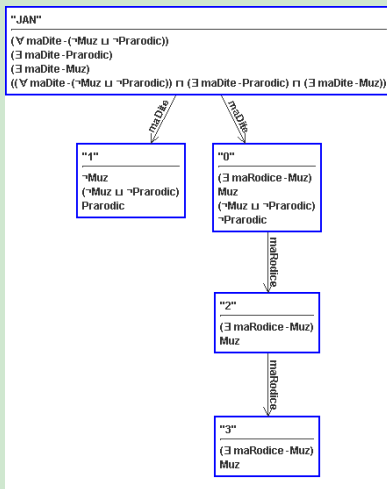 "JAN"
(∀ maDite-(¬Muz ⊔ ¬Prarodic))
(∃ maDite-Prarodic)
(∃ maDite-Muz)
((∀ maDite-(¬Muz ⊔ ¬Prarodic)) ⊓ (∃ maDite-Prarodic) ⊓ (∃ maDite-Muz))
maDite
maDite
"1"
¬Muz
(¬Muz ⊔ ¬Prarodic)
Prarodic
"0"
(∃ maRodice-Muz)
Muz
(¬Muz ⊔ ¬Prarodic)
¬Prarodic
maRodice
"2"
(∃ maRodice-Muz)
Muz
maRodice
"3"
(∃ maRodice-Muz)
Muz